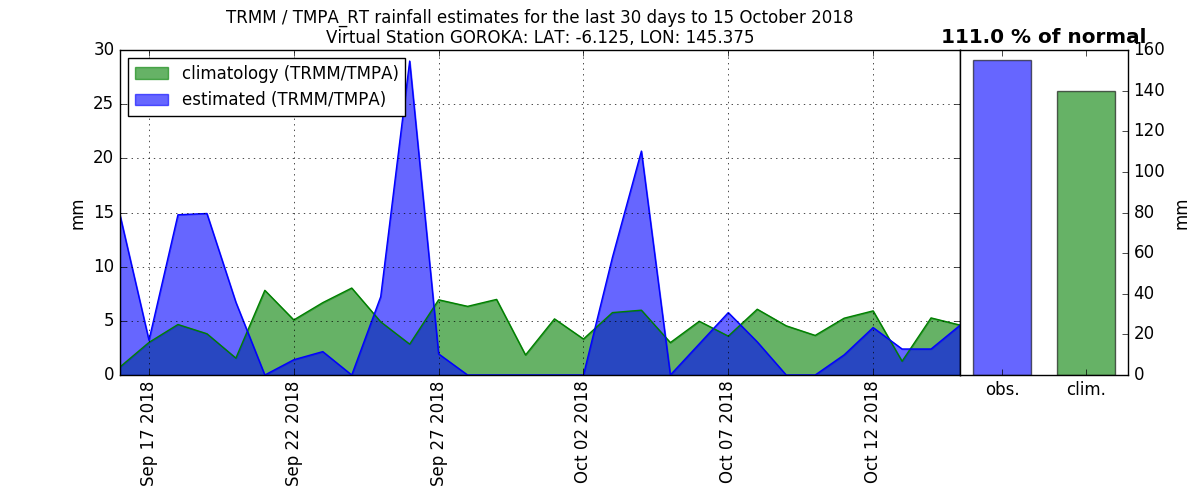 TRMM / TMPA_RT rainfall estimates for the last 30 days to 15 October 2018
Virtual Station GOROKA: LAT: -6.125, LON: 145.375
111.0 % of normal
climatology (TRMM/TMPA)
estimated (TRMM/TMPA)
30
25
20
15
10
5
0
mm
Sep 17 2018
Sep 22 2018
Sep 27 2018
Oct 02 2018
Oct 07 2018
Oct 12 2018
160
140
120
100
80
60
40
20
0
mm
obs.
clim.